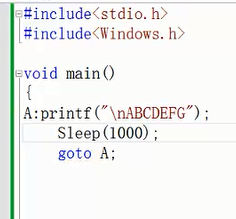 #include<stdio.h>
#include<Windows.h>
void main()
{
A:printf("\nABCDEFG");
Sleep(1000);
goto A;